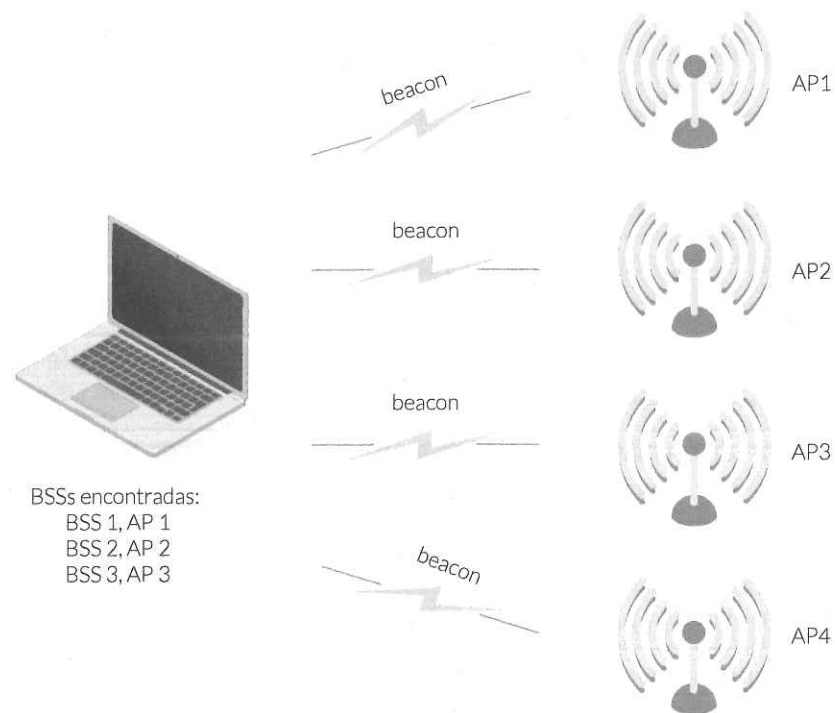 beacon
AP1
beacon
AP2
beacon
AP3
BSSs encontradas:
BSS 1, AP 1
BSS 2, AP 2
BSS 3, AP 3
beacon
AP4